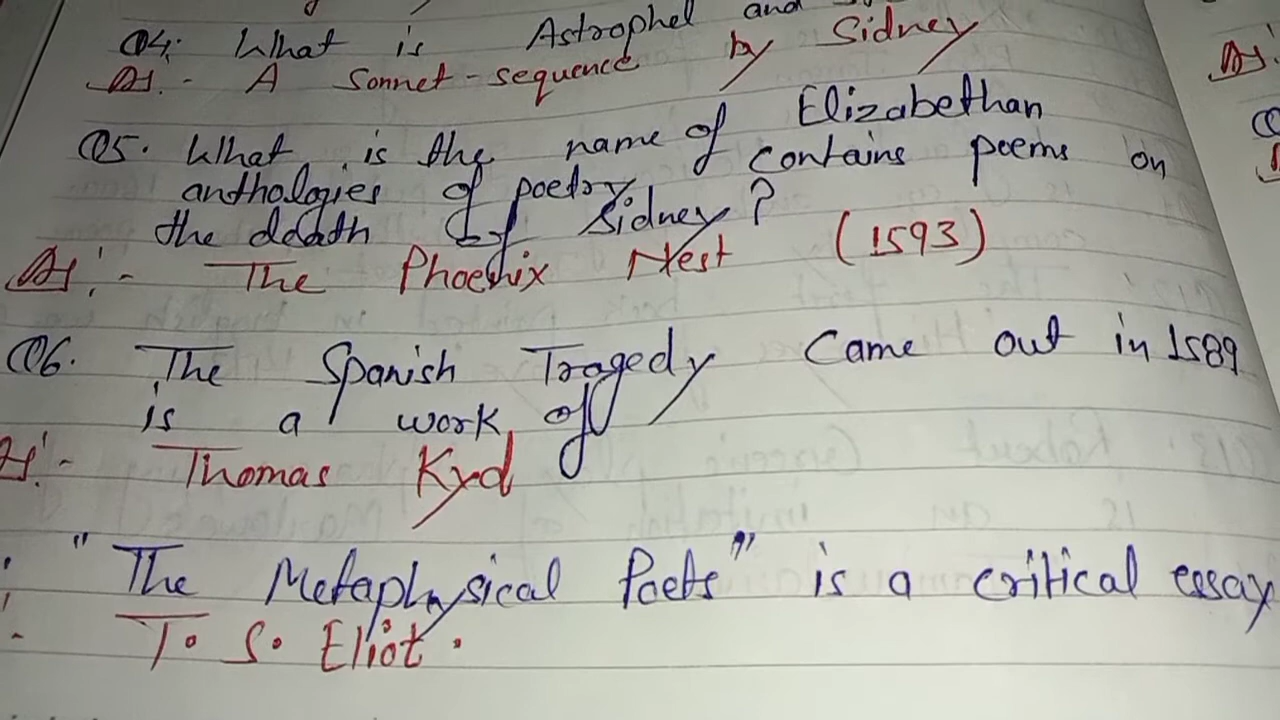 Q4. What is Astrophel and
A. - A Sonnet-sequence by Sidney
Q5. What is the name of Elizabethan
anthologies of poetry contains poems on
the death of Sidney?
A. - The Phoenix Nest (1593)
Q6. The Spanish Tragedy Came out in 1589
is a work of
A. - Thomas Kyd
"The Metaphysical Poets" is a critical essay
T. S. Eliot.